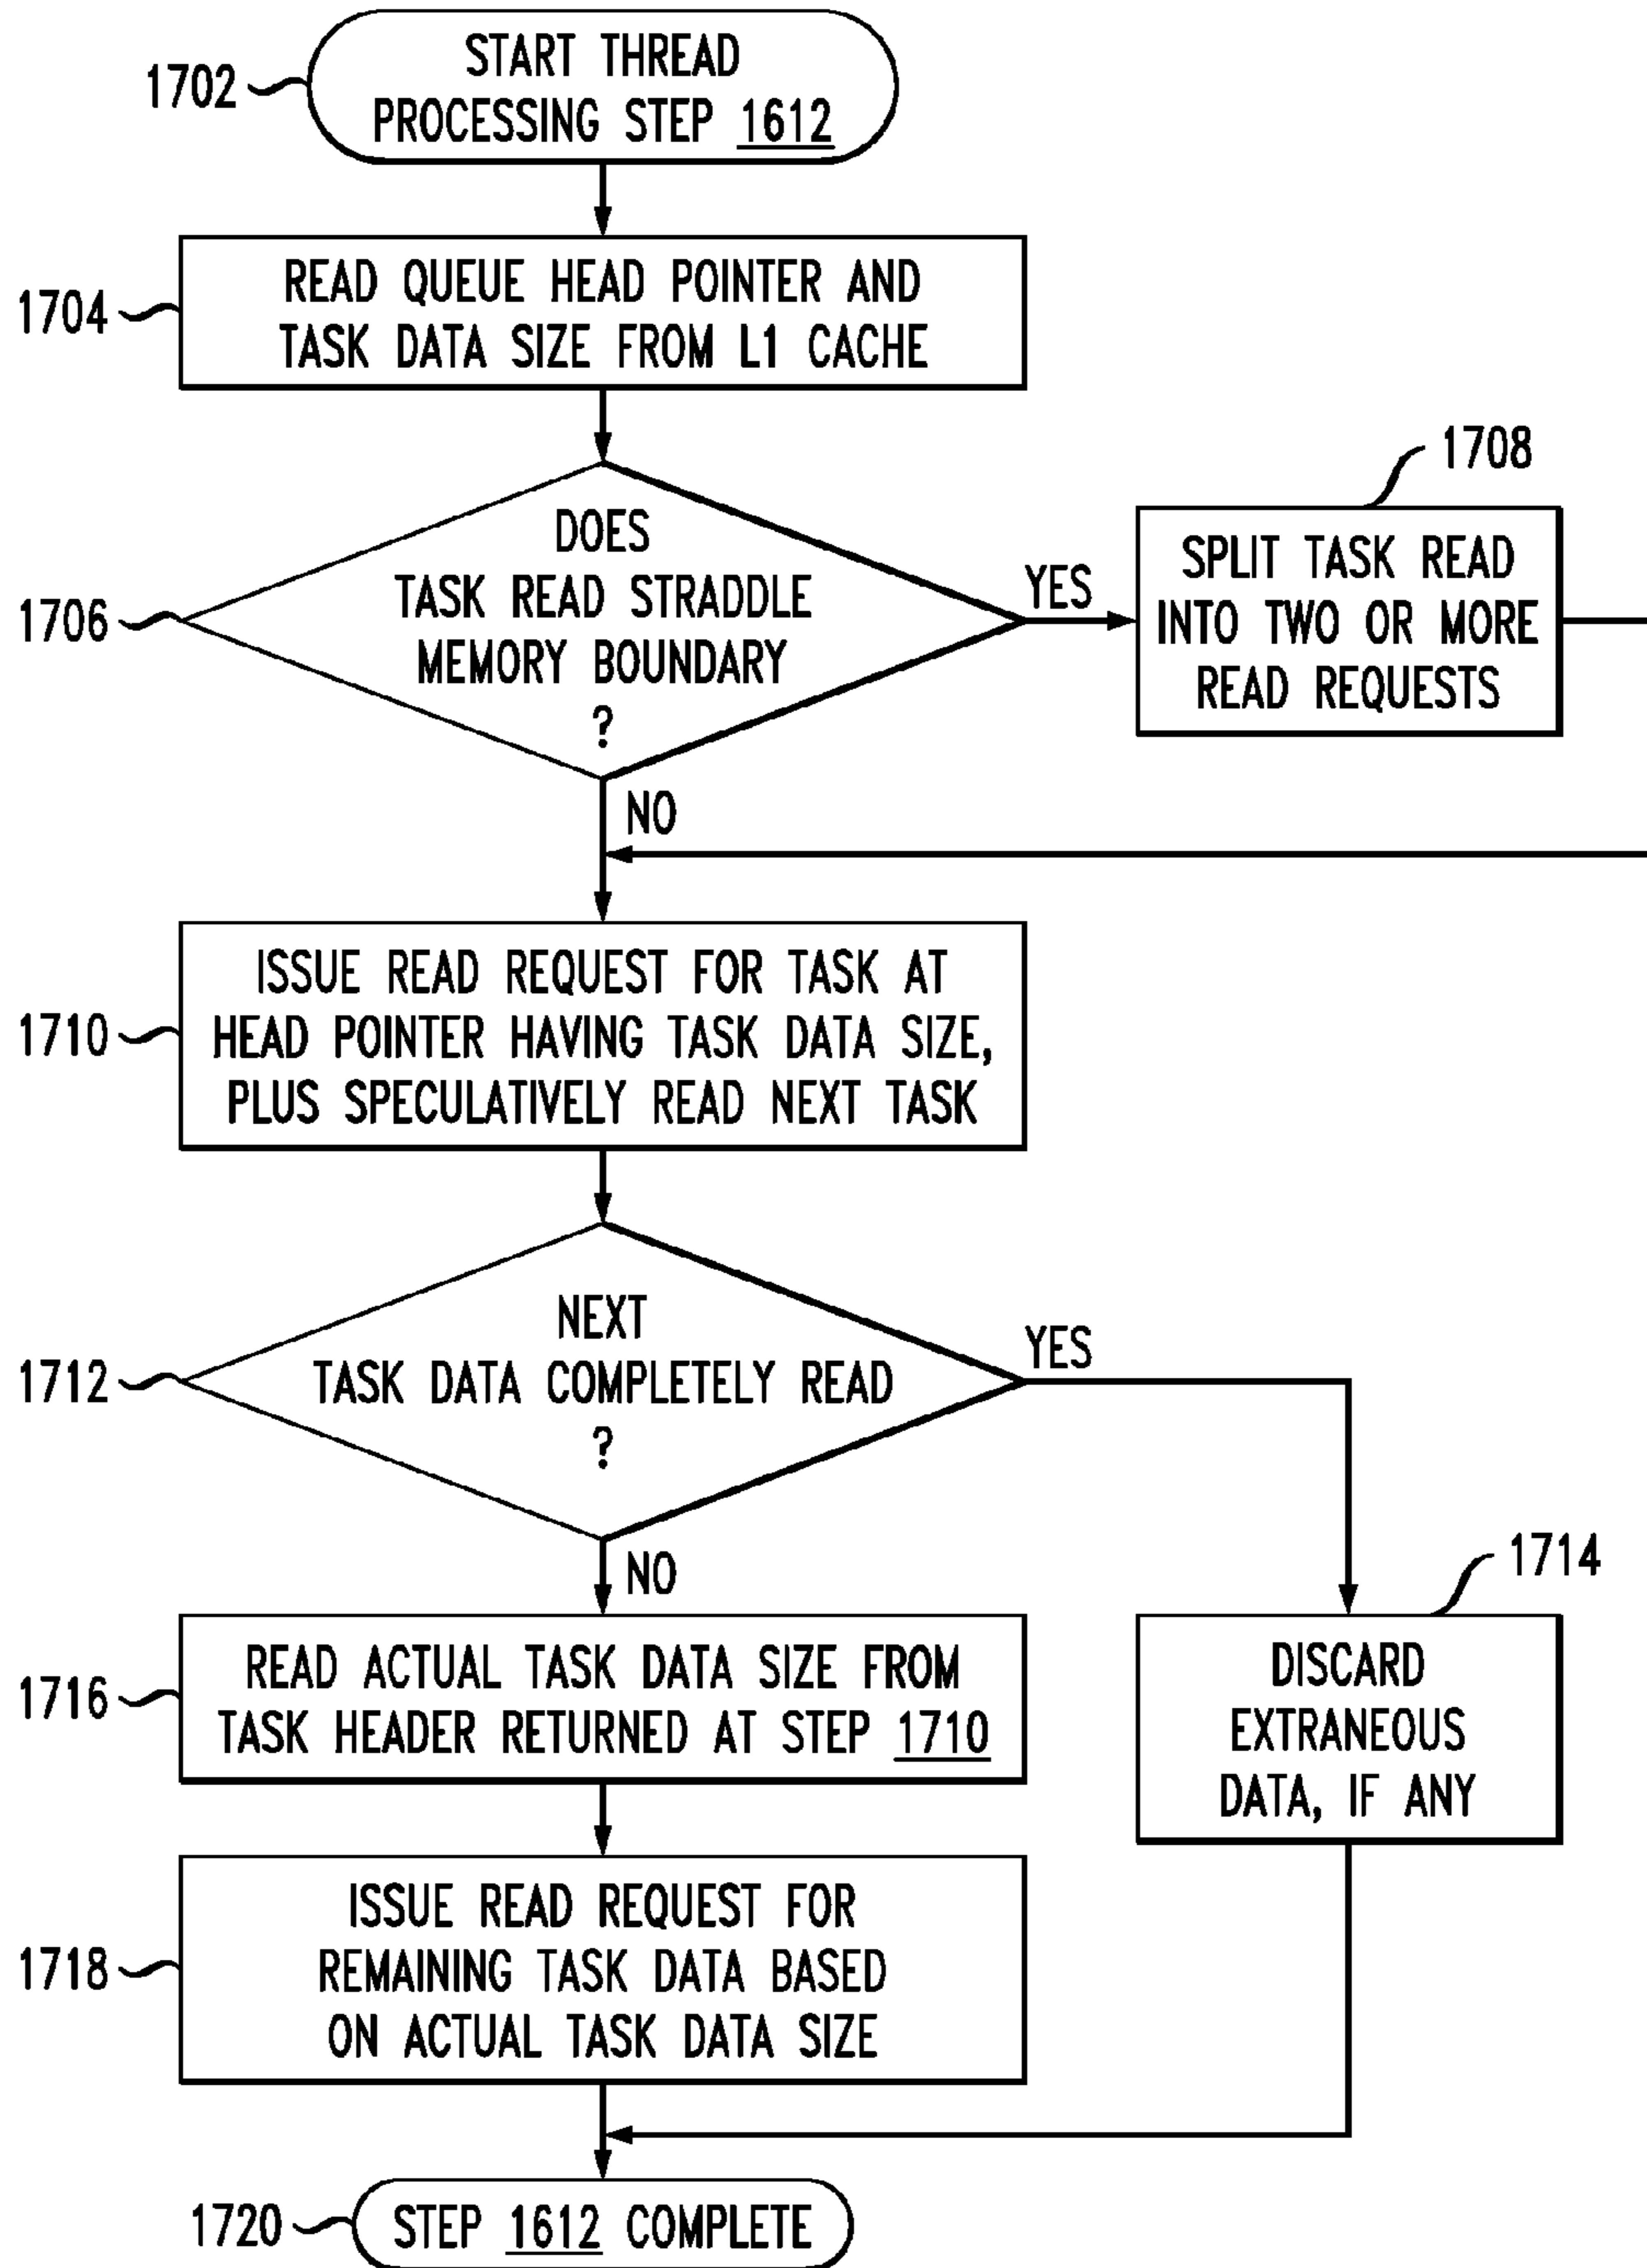 1702
START THREAD
PROCESSING STEP 1612
1704
READ QUEUE HEAD POINTER AND
TASK DATA SIZE FROM L1 CACHE
1706
DOES
TASK READ STRADDLE
MEMORY BOUNDARY
?
YES
NO
1708
SPLIT TASK READ
INTO TWO OR MORE
READ REQUESTS
1710
ISSUE READ REQUEST FOR TASK AT
HEAD POINTER HAVING TASK DATA SIZE,
PLUS SPECULATIVELY READ NEXT TASK
1712
NEXT
TASK DATA COMPLETELY READ
?
YES
NO
1714
DISCARD
EXTRANEOUS
DATA, IF ANY
1716
READ ACTUAL TASK DATA SIZE FROM
TASK HEADER RETURNED AT STEP 1710
1718
ISSUE READ REQUEST FOR
REMAINING TASK DATA BASED
ON ACTUAL TASK DATA SIZE
1720
STEP 1612 COMPLETE